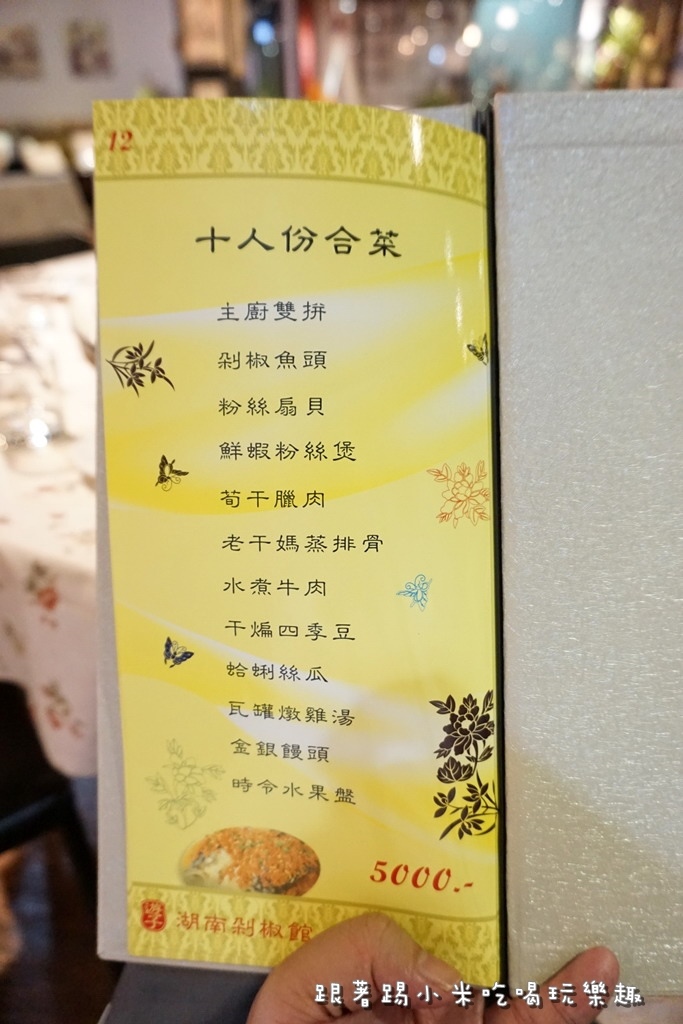 12
十人份合菜
主廚雙拼
剁椒魚頭
粉絲扇貝
鮮蝦粉絲煲
荀干臘肉
老干媽蒸排骨
水煮牛肉
干煸四季豆
蛤蜊絲瓜
瓦罐燉雞湯
金銀饅頭
時令水果盤
5000.-
湖南剁椒館
跟著踢小米吃喝玩樂趣